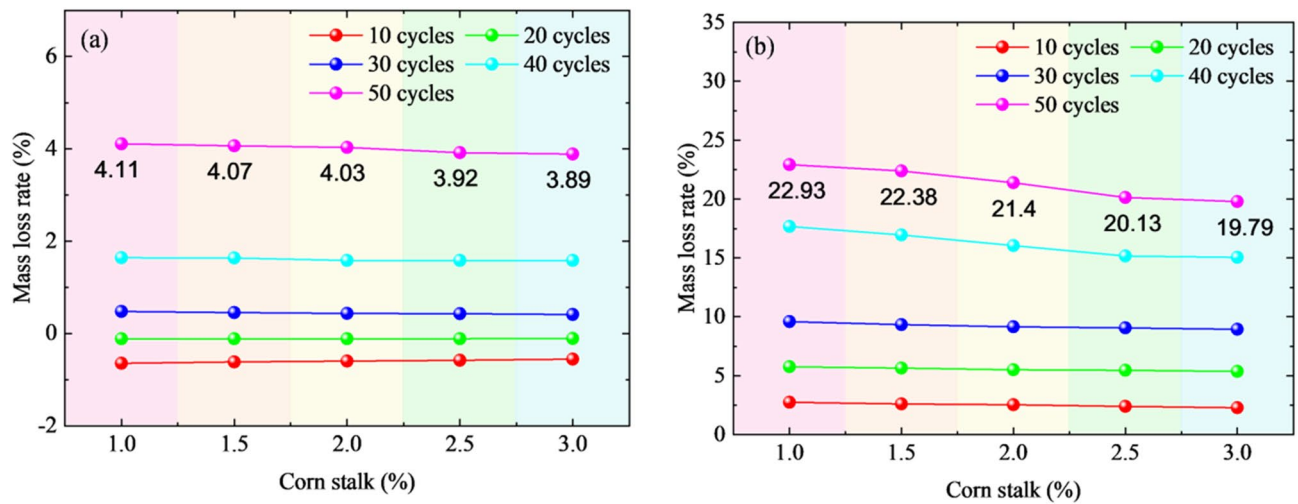 (a)
10 cycles 20 cycles
30 cycles 40 cycles
50 cycles
6
4
2
0
-2
Mass loss rate (%)
4.11 4.07 4.03 3.92 3.89
1.0 1.5 2.0 2.5 3.0
Corn stalk (%)
(b)
10 cycles 20 cycles
30 cycles 40 cycles
50 cycles
35
30
25
20
15
10
5
0
Mass loss rate (%)
22.93 22.38 21.4 20.13 19.79
1.0 1.5 2.0 2.5 3.0
Corn stalk (%)